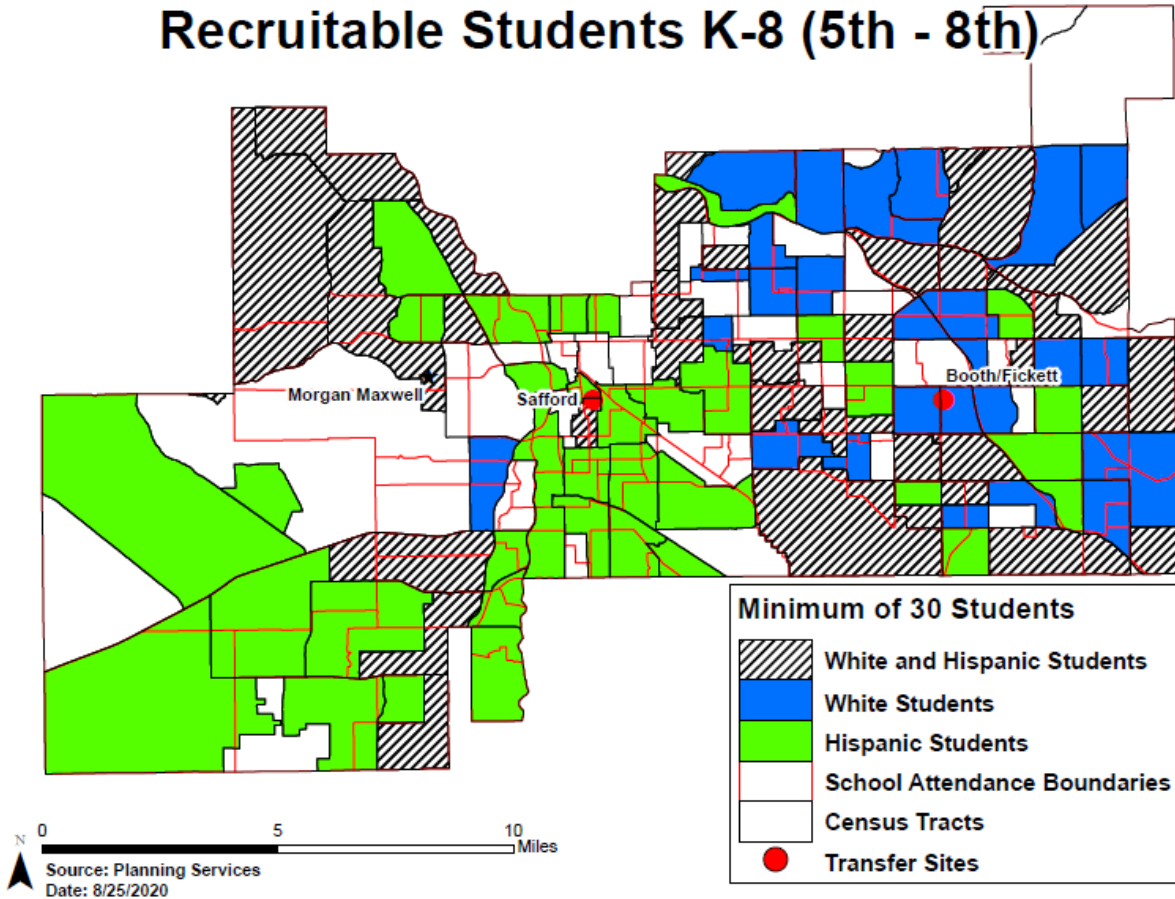 Recruitable Students K-8 (5th - 8th)
Booth/Fickett
Morgan Maxwell
Safford
Minimum of 30 Students
White and Hispanic Students
White Students
Hispanic Students
School Attendance Boundaries
Census Tracts
Transfer Sites
N
0 5 10
Miles
Source: Planning Services
Date: 8/25/2020